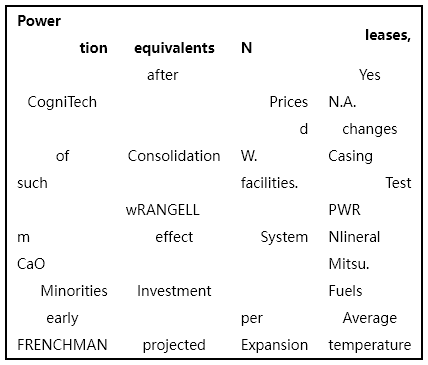 Power
leases,
tion equivalents N
after Yes
CogniTech Prices N.A.
d changes
of Consolidation W. Casing
such facilities. Test
wRANGELL PWR
m effect System Nlineral
CaO Mitsu.
Minorities Investment Fuels
early per Average
FRENCHMAN projected Expansion temperature